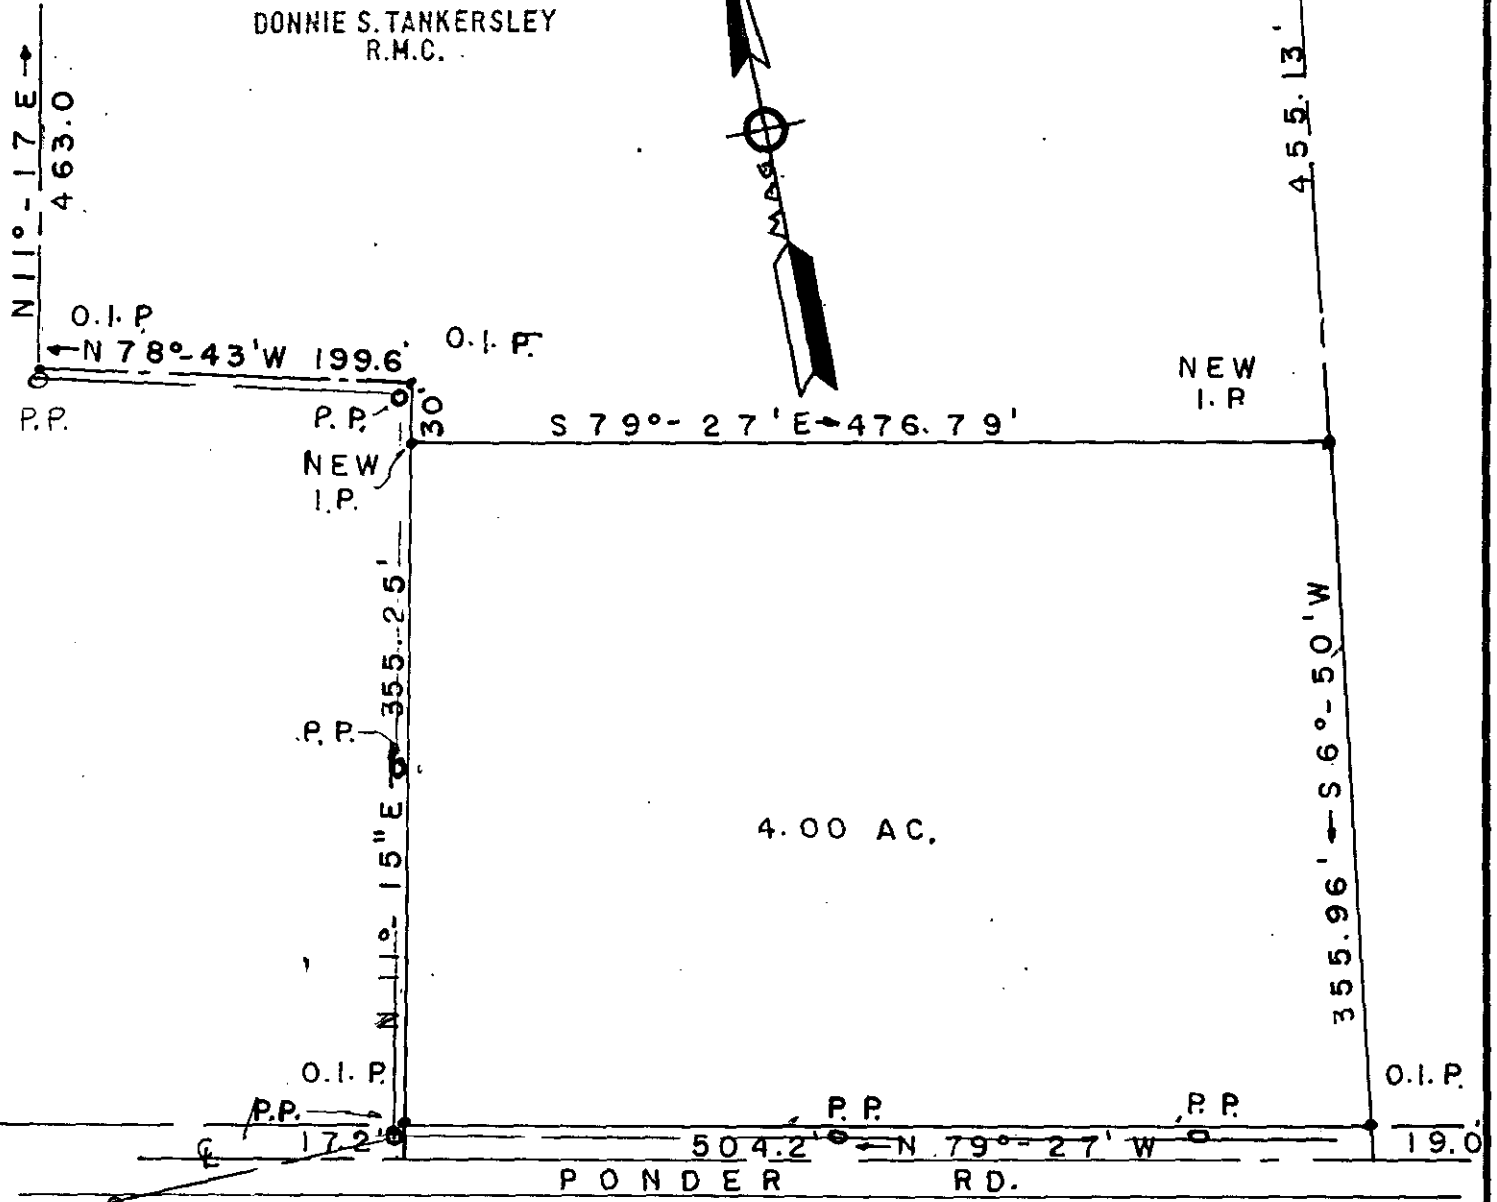 DONNIE S. TANKERSLEY
R.M.C.
N 11°-17 E
463.0
455.13'
MAG
O.I.P.
N 78°-43'W 199.6'
O.I.P.
P.P.
P.P.
30'
NEW
I.P.
S 79°-27'E 476.79'
NEW
I.P.
N 11°-15"E 355.25'
P.P.
4.00 AC.
355.96' S 6°-50'W
O.I.P.
P.P.
P.P.
P.P.
O.I.P.
℄
17.2'
504.2' N 79°-27' W
19.0'
PONDER RD.